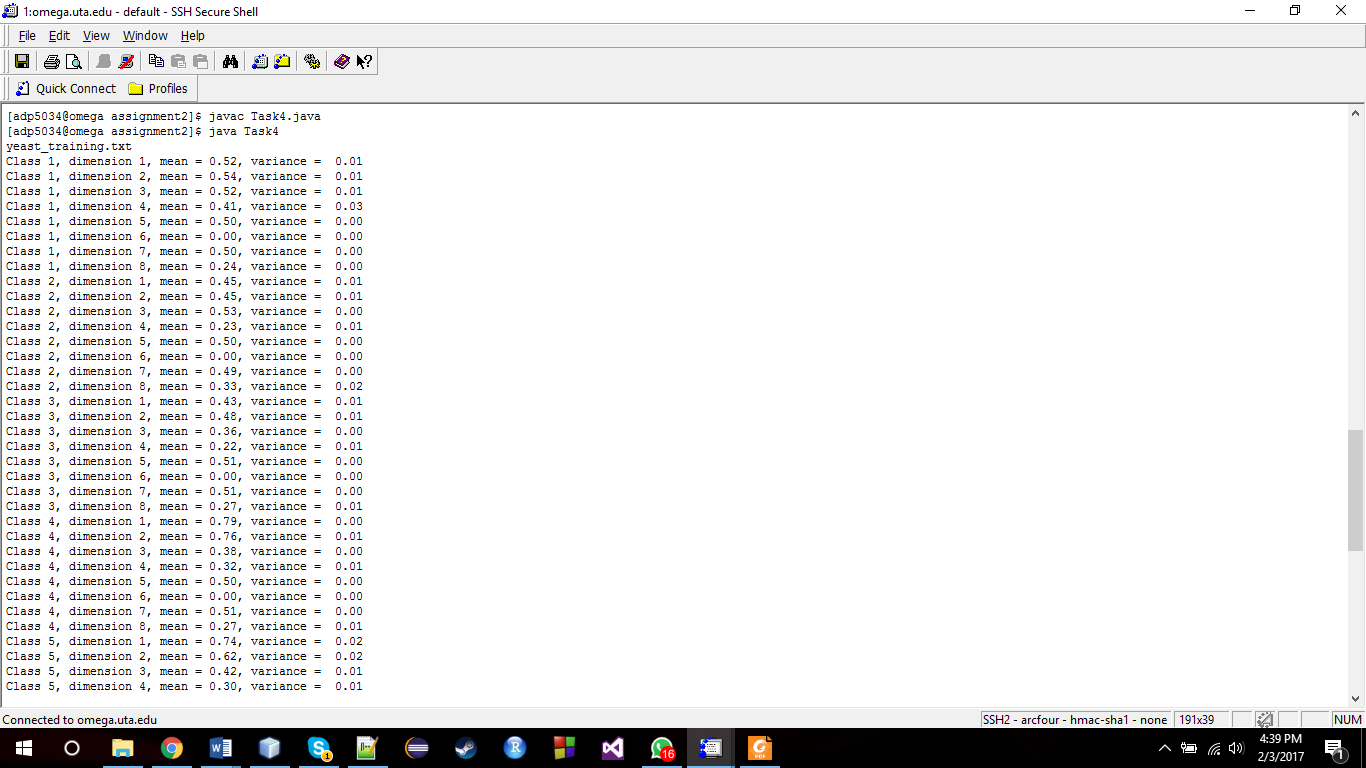 1:omega.uta.edu - default - SSH Secure Shell
File Edit View Window Help
Quick Connect Profiles
[adp5034@omega assignment2]$ javac Task4.java
[adp5034@omega assignment2]$ java Task4
yeast_training.txt
Class 1, dimension 1, mean = 0.52, variance =  0.01
Class 1, dimension 2, mean = 0.54, variance =  0.01
Class 1, dimension 3, mean = 0.52, variance =  0.01
Class 1, dimension 4, mean = 0.41, variance =  0.03
Class 1, dimension 5, mean = 0.50, variance =  0.00
Class 1, dimension 6, mean = 0.00, variance =  0.00
Class 1, dimension 7, mean = 0.50, variance =  0.00
Class 1, dimension 8, mean = 0.24, variance =  0.00
Class 2, dimension 1, mean = 0.45, variance =  0.01
Class 2, dimension 2, mean = 0.45, variance =  0.01
Class 2, dimension 3, mean = 0.53, variance =  0.00
Class 2, dimension 4, mean = 0.23, variance =  0.01
Class 2, dimension 5, mean = 0.50, variance =  0.00
Class 2, dimension 6, mean = 0.00, variance =  0.00
Class 2, dimension 7, mean = 0.49, variance =  0.00
Class 2, dimension 8, mean = 0.33, variance =  0.02
Class 3, dimension 1, mean = 0.43, variance =  0.01
Class 3, dimension 2, mean = 0.48, variance =  0.01
Class 3, dimension 3, mean = 0.36, variance =  0.00
Class 3, dimension 4, mean = 0.22, variance =  0.01
Class 3, dimension 5, mean = 0.51, variance =  0.00
Class 3, dimension 6, mean = 0.00, variance =  0.00
Class 3, dimension 7, mean = 0.51, variance =  0.00
Class 3, dimension 8, mean = 0.27, variance =  0.01
Class 4, dimension 1, mean = 0.79, variance =  0.00
Class 4, dimension 2, mean = 0.76, variance =  0.01
Class 4, dimension 3, mean = 0.38, variance =  0.00
Class 4, dimension 4, mean = 0.32, variance =  0.01
Class 4, dimension 5, mean = 0.50, variance =  0.00
Class 4, dimension 6, mean = 0.00, variance =  0.00
Class 4, dimension 7, mean = 0.51, variance =  0.00
Class 4, dimension 8, mean = 0.27, variance =  0.01
Class 5, dimension 1, mean = 0.74, variance =  0.02
Class 5, dimension 2, mean = 0.62, variance =  0.02
Class 5, dimension 3, mean = 0.42, variance =  0.01
Class 5, dimension 4, mean = 0.30, variance =  0.01
Connected to omega.uta.edu SSH2 - arcfour - hmac-sha1 - none 191x39 NUM
W 1 R 16 PDF
4:39 PM
2/3/2017
1